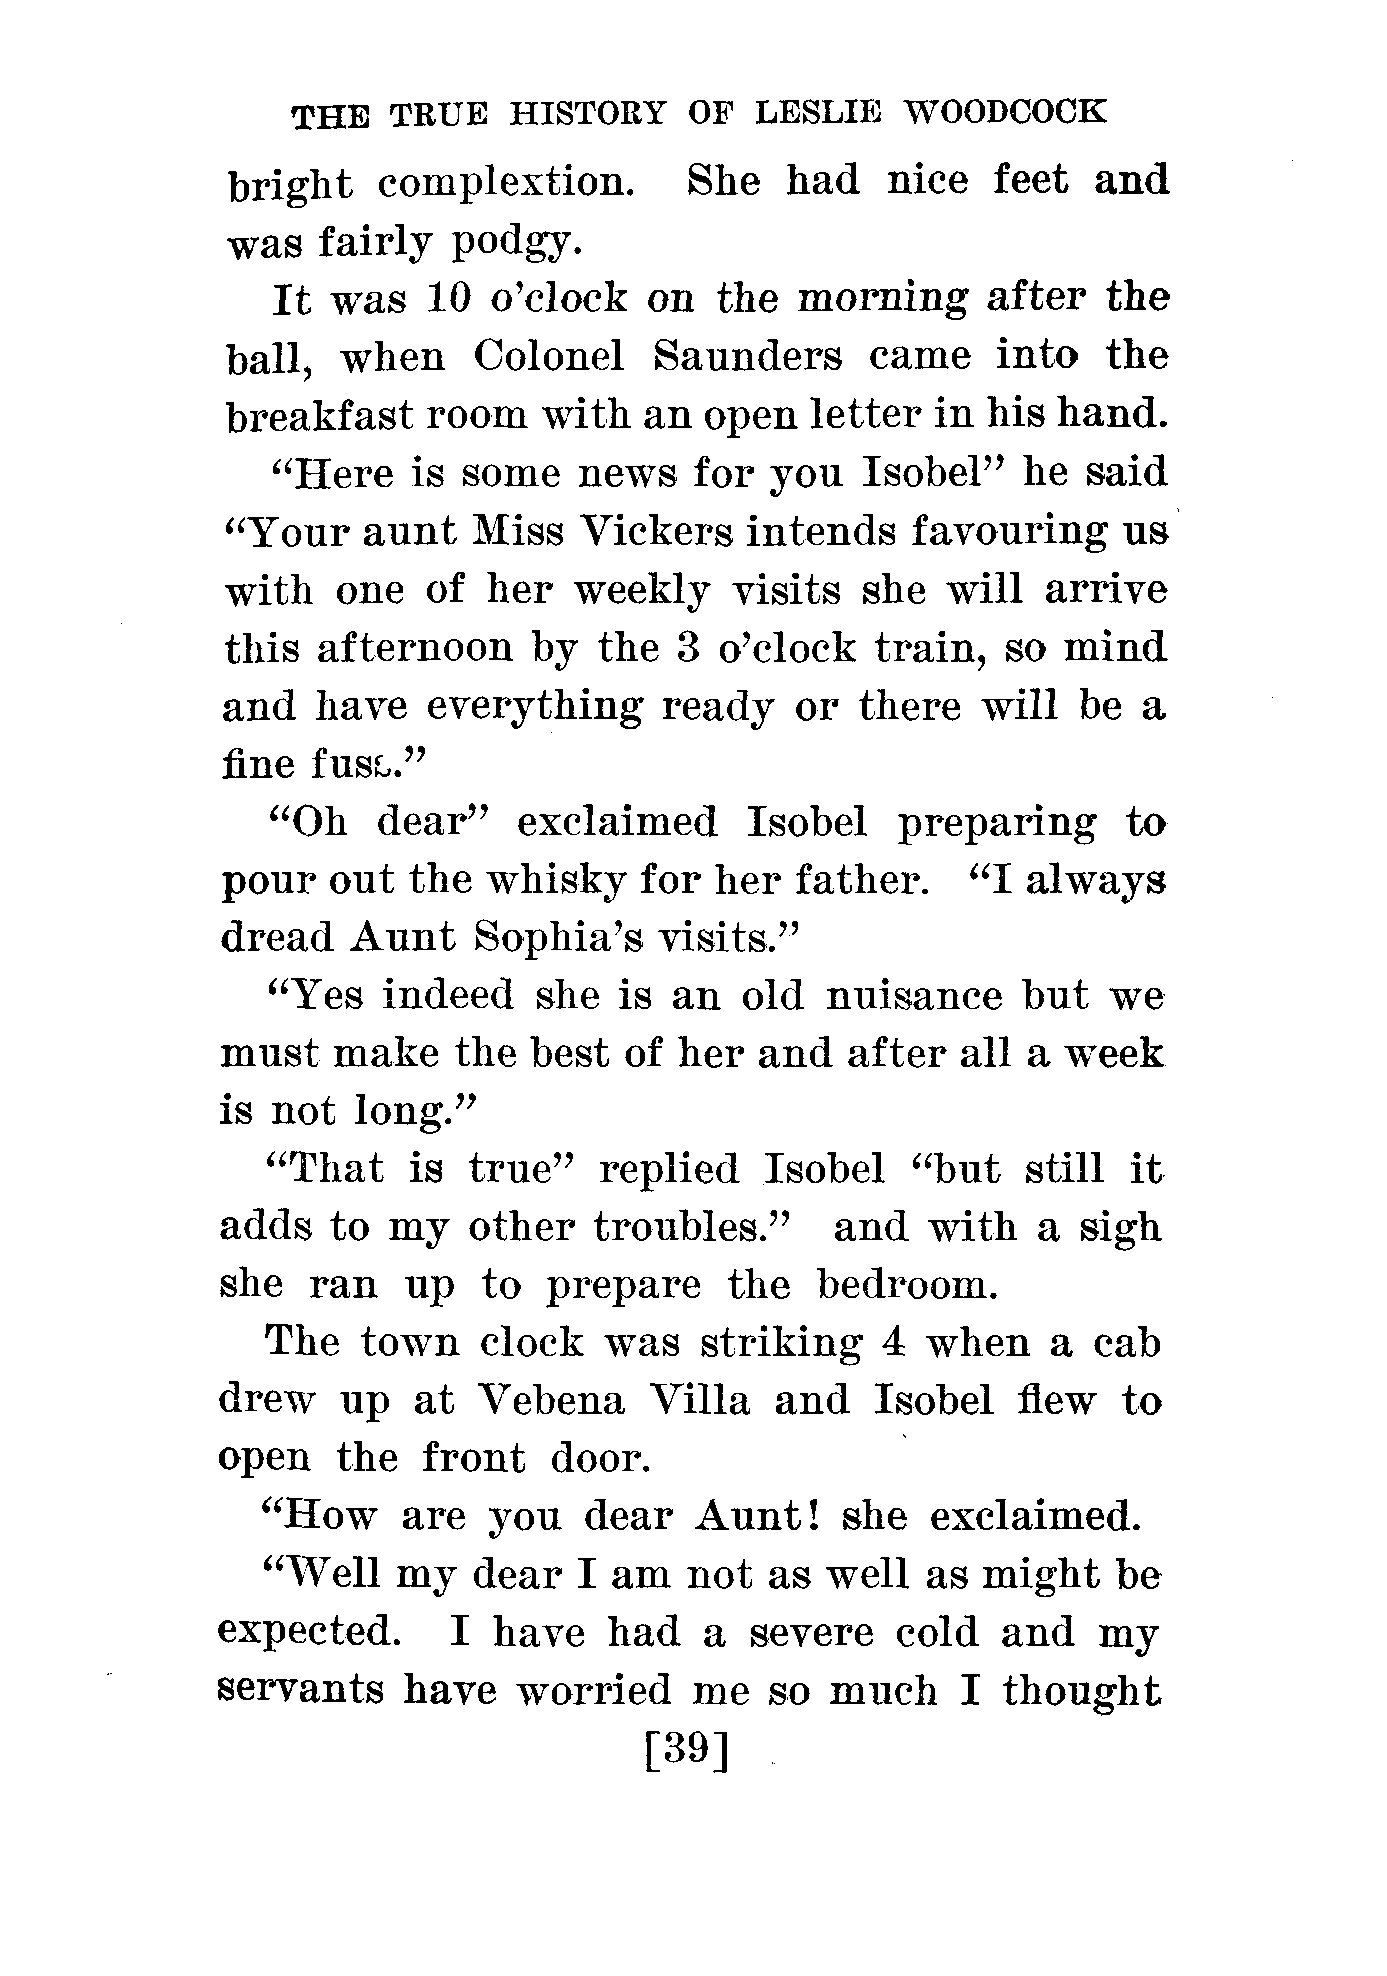 THE TRUE HISTORY OF LESLIE WOODCOCK
bright complextion. She had nice feet and
was fairly podgy.
It was 10 o'clock on the morning after the
ball, when Colonel Saunders came into the
breakfast room with an open letter in his hand.
“Here is some news for you Isobel” he said
“Your aunt Miss Vickers intends favouring us
with one of her weekly visits she will arrive
this afternoon by the 3 o'clock train, so mind
and have everything ready or there will be a
fine fuss.”
“Oh dear” exclaimed Isobel preparing to
pour out the whisky for her father. “I always
dread Aunt Sophia's visits.”
“Yes indeed she is an old nuisance but we
must make the best of her and after all a week
is not long.”
“That is true” replied Isobel “but still it
adds to my other troubles.” and with a sigh
she ran up to prepare the bedroom.
The town clock was striking 4 when a cab
drew up at Vebena Villa and Isobel flew to
open the front door.
“How are you dear Aunt! she exclaimed.
“Well my dear I am not as well as might be
expected. I have had a severe cold and my
servants have worried me so much I thought
[39]